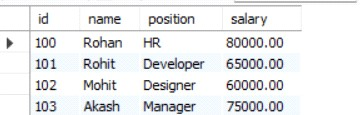 id name position salary
100 Rohan HR 80000.00
101 Rohit Developer 65000.00
102 Mohit Designer 60000.00
103 Akash Manager 75000.00